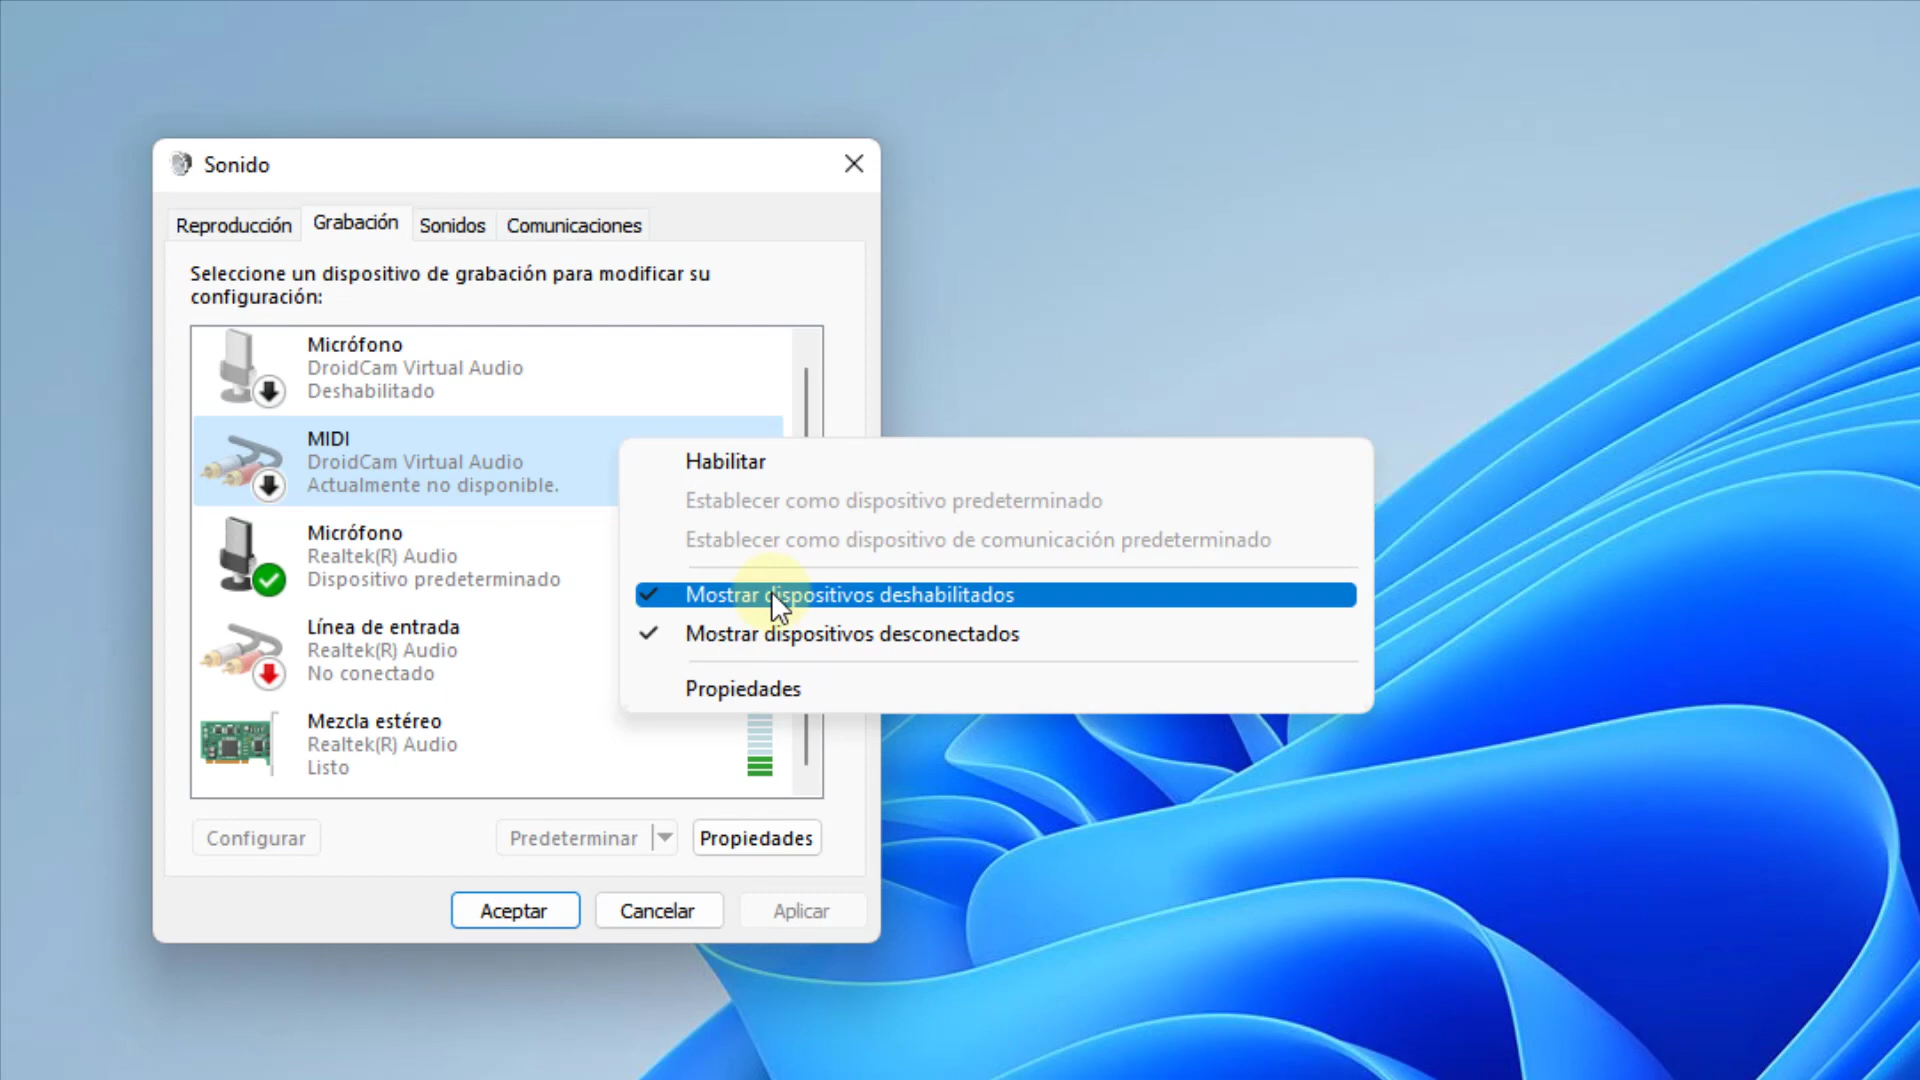 Sonido
Reproducción
Grabación
Sonidos
Comunicaciones
Seleccione un dispositivo de grabación para modificar su
configuración:
Micrófono
DroidCam Virtual Audio
Deshabilitado
MIDI
DroidCam Virtual Audio
Actualmente no disponible.
Micrófono
Realtek(R) Audio
Dispositivo predeterminado
Línea de entrada
Realtek(R) Audio
No conectado
Mezcla estéreo
Realtek(R) Audio
Listo
Habilitar
Establecer como dispositivo predeterminado
Establecer como dispositivo de comunicación predeterminado
Mostrar dispositivos deshabilitados
Mostrar dispositivos desconectados
Propiedades
Configurar
Predeterminar
Propiedades
Aceptar
Cancelar
Aplicar